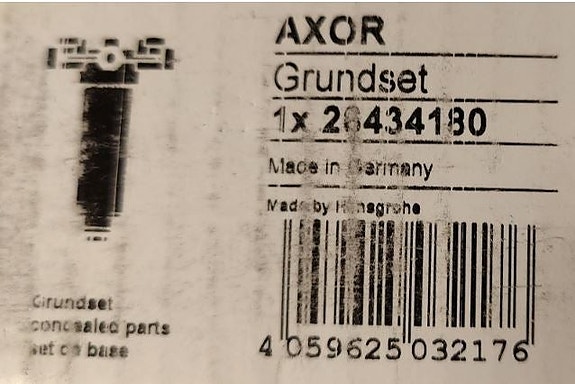 AXOR
Grundset
1x 28434180
Made in Germany
Made by Hansgrohe
Grundset
concealed parts
set on base
4 059625 032176